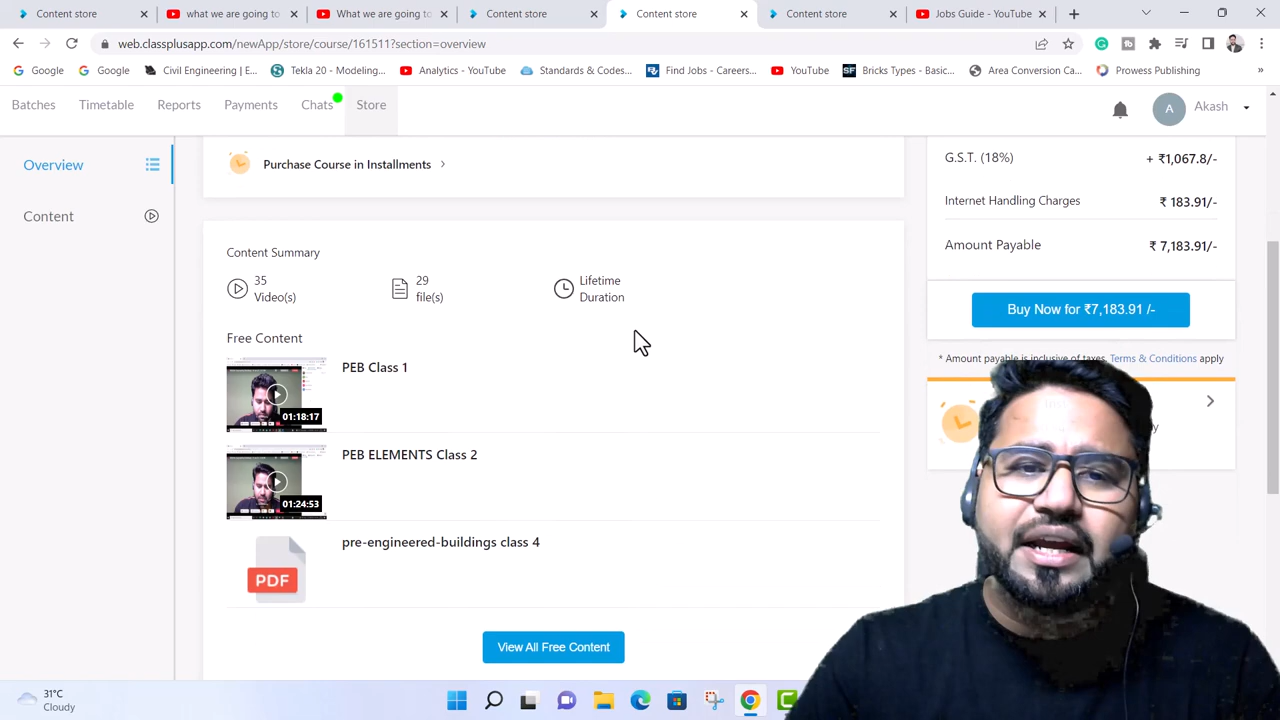 Content store
what we are going to
What we are going to
Content store
Content store
Content store
Jobs Guide - YouTube
web.classplusapp.com/newApp/store/course/161511?section=overview
Google
Google
Civil Engineering | E...
Tekla 20 - Modeling...
Analytics - YouTube
Standards & Codes...
Find Jobs - Careers...
YouTube
Bricks Types - Basic...
Area Conversion Ca...
Prowess Publishing
Batches
Timetable
Reports
Payments
Chats
Store
A
Akash
Overview
Content
Purchase Course in Installments
G.S.T. (18%)
+ ₹1,067.8/-
Internet Handling Charges
₹ 183.91/-
Amount Payable
₹ 7,183.91/-
Buy Now for ₹7,183.91 /-
* Amount payable is inclusive of taxes. Terms & Conditions apply
Content Summary
35
Video(s)
29
file(s)
Lifetime
Duration
Free Content
01:18:17
PEB Class 1
01:24:53
PEB ELEMENTS Class 2
PDF
pre-engineered-buildings class 4
View All Free Content
31°C
Cloudy